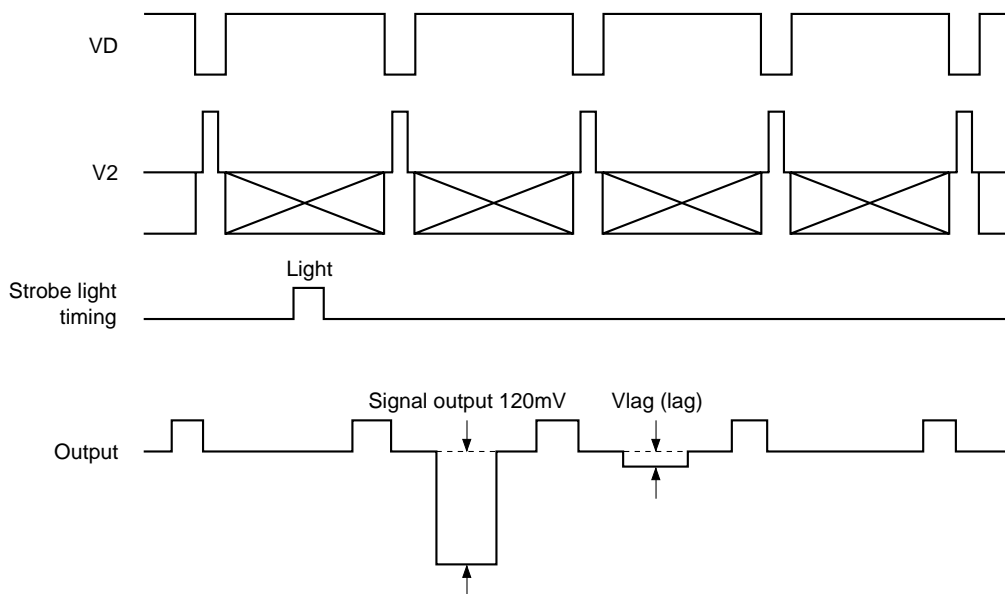 VD
V2
Light
Strobe light
timing
Signal output 120mV
Vlag (lag)
Output